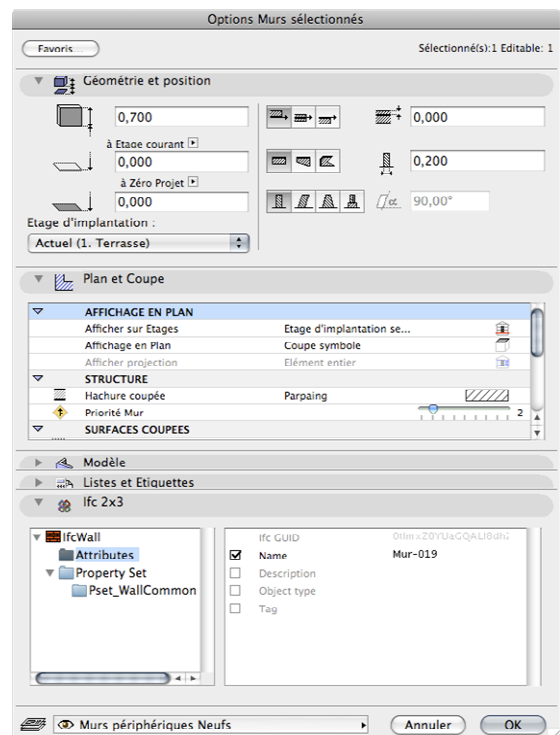 Options Murs sélectionnés
Favoris...
Sélectionné(s):1 Editable: 1
Géométrie et position
0,700
0,000
à Etage courant
0,000
0,200
à Zéro Projet
0,000
90,00°
Etage d'implantation :
Actuel (1. Terrasse)
Plan et Coupe
AFFICHAGE EN PLAN
Afficher sur Etages Etage d'implantation se...
Affichage en Plan Coupe symbole
Afficher projection Elément entier
STRUCTURE
Hachure coupée Parpaing
Priorité Mur 2
SURFACES COUPEES
Modèle
Listes et Etiquettes
Ifc 2x3
IfcWall
Attributes
Property Set
Pset_WallCommon
Ifc GUID
Name Mur-019
Description
Object type
Tag
Murs périphériques Neufs
Annuler
OK